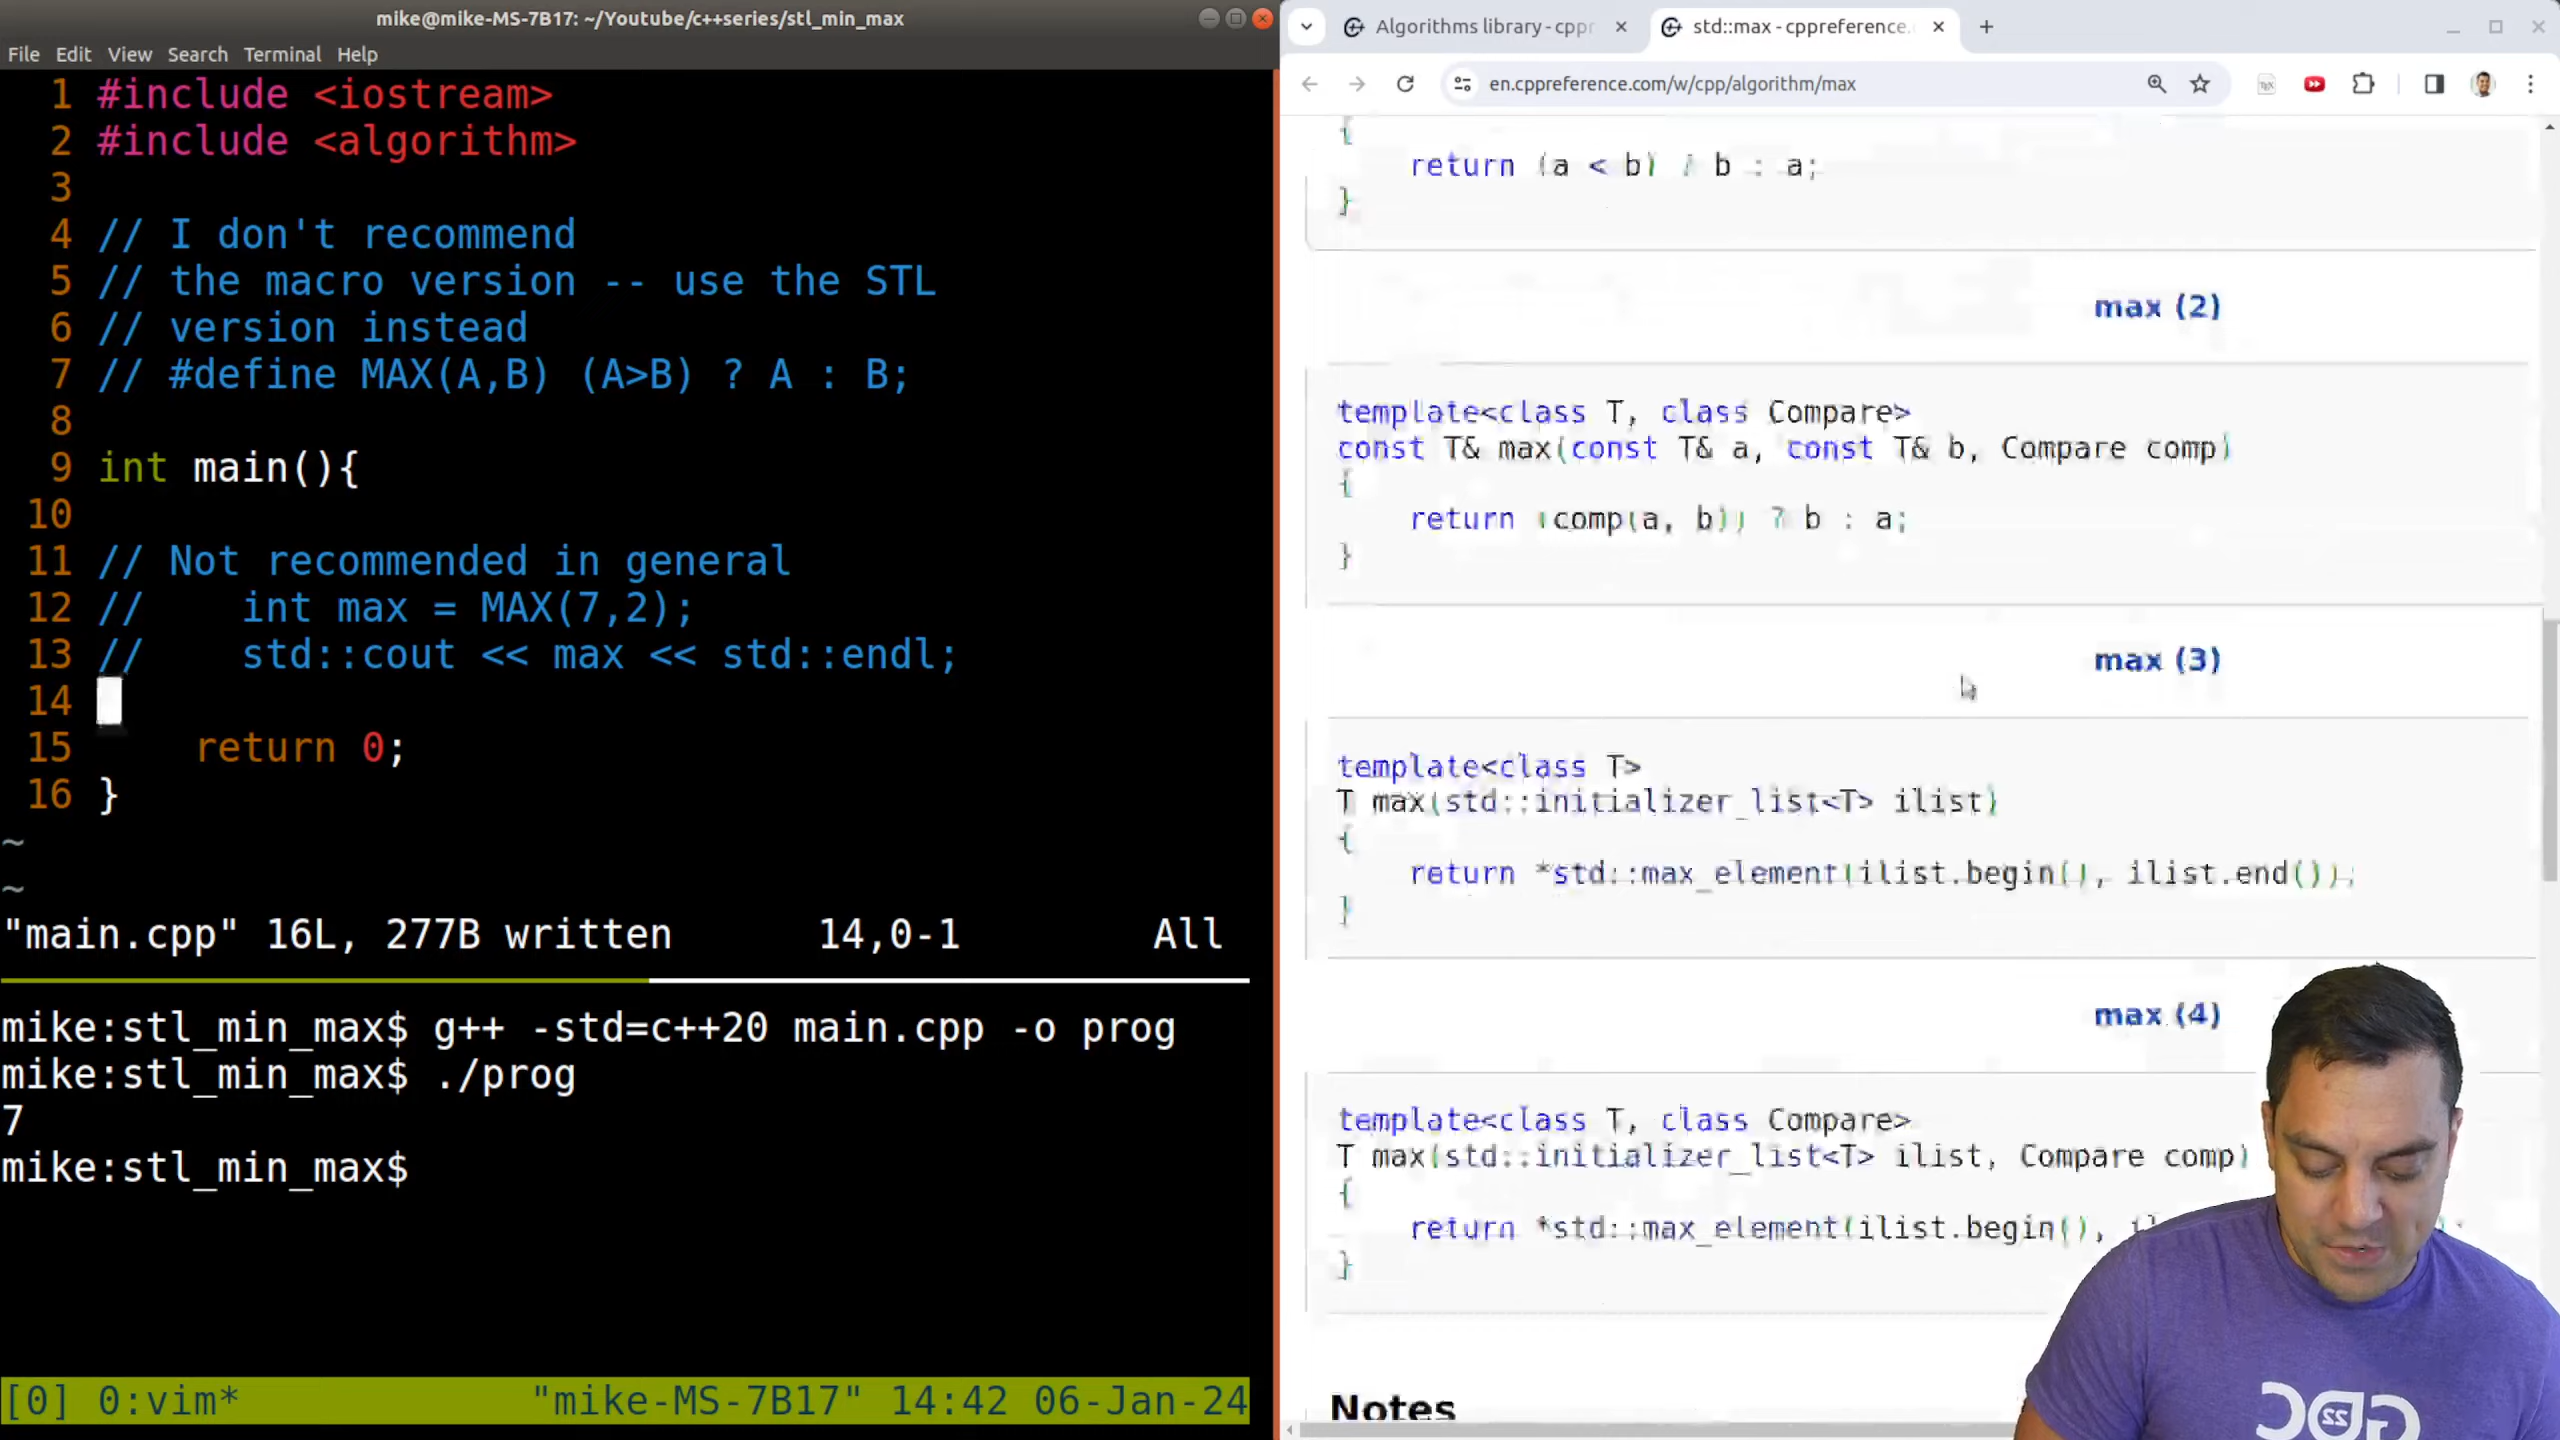 mike@mike-MS-7B17: ~/Youtube/c++series/stl_min_max
File Edit View Search Terminal Help
1 #include <iostream>
2 #include <algorithm>
3
4 // I don't recommend
5 // the macro version -- use the STL
6 // version instead
7 // #define MAX(A,B) (A>B) ? A : B;
8
9 int main(){
10
11 // Not recommended in general
12 //    int max = MAX(7,2);
13 //    std::cout << max << std::endl;
14
15     return 0;
16 }
~
~
"main.cpp" 16L, 277B written 14,0-1 All
mike:stl_min_max$ g++ -std=c++20 main.cpp -o prog
mike:stl_min_max$ ./prog
7
mike:stl_min_max$
[0] 0:vim* "mike-MS-7B17" 14:42 06-Jan-24
Algorithms library - cppr
std::max - cppreference.
en.cppreference.com/w/cpp/algorithm/max
{
    return (a < b) ? b : a;
}
max (2)
template<class T, class Compare>
const T& max(const T& a, const T& b, Compare comp)
{
    return (comp(a, b)) ? b : a;
}
max (3)
template<class T>
T max(std::initializer_list<T> ilist)
{
    return *std::max_element(ilist.begin(), ilist.end());
}
max (4)
template<class T, class Compare>
T max(std::initializer_list<T> ilist, Compare comp)
{
    return *std::max_element(ilist.begin(),
}
Notes
GDC
22